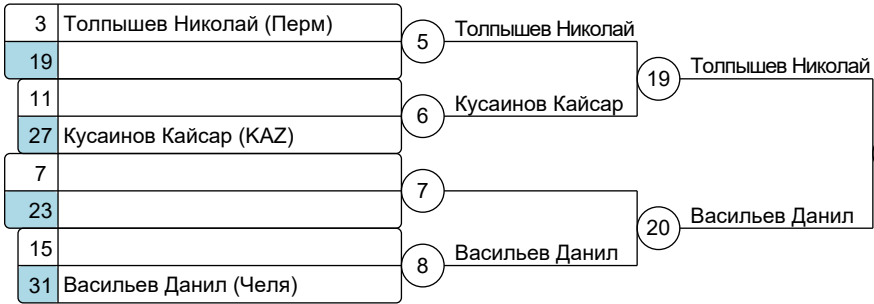 3 Толпышев Николай (Перм)
19
11
27 Кусаинов Кайсар (KAZ)
7
23
15
31 Васильев Данил (Челя)
5
6
7
8
Толпышев Николай
Кусаинов Кайсар
Васильев Данил
19
20
Толпышев Николай
Васильев Данил